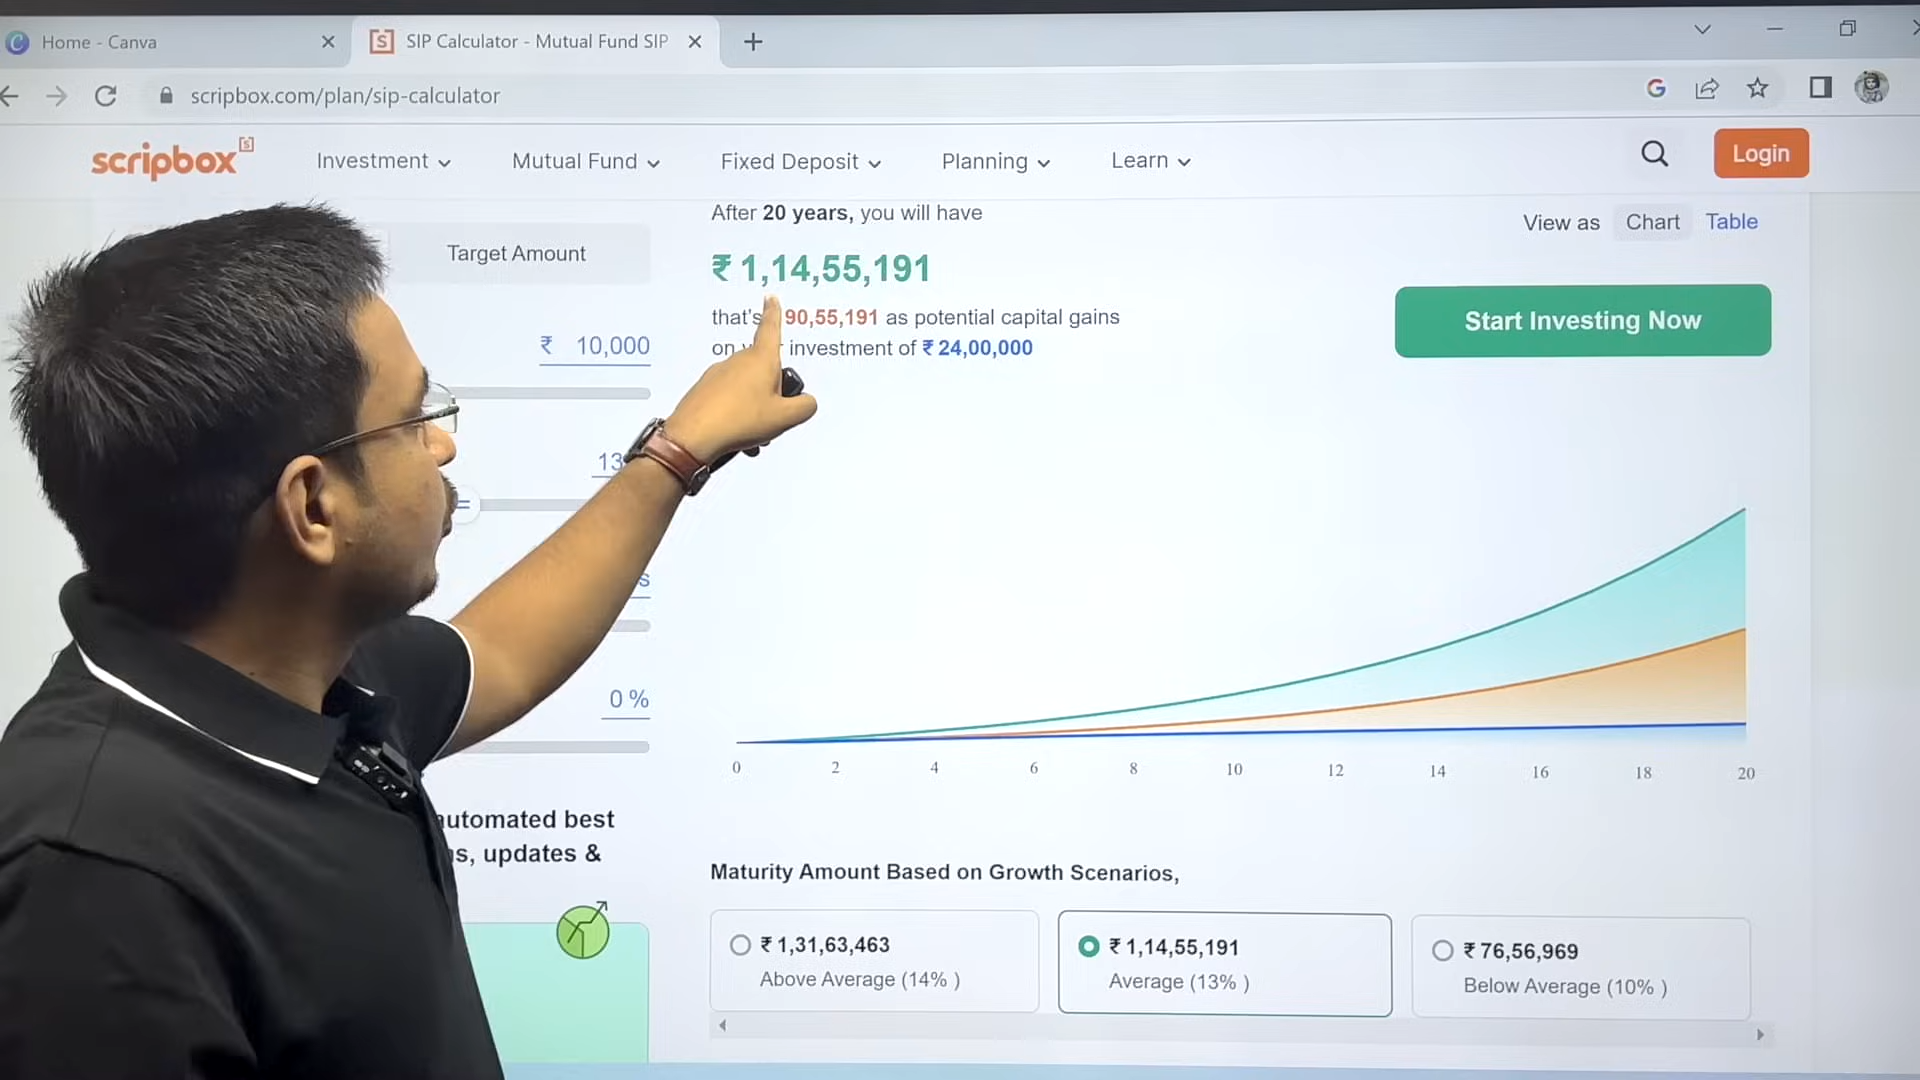 Home - Canva
SIP Calculator - Mutual Fund SIP
scripbox.com/plan/sip-calculator
scripbox
Investment
Mutual Fund
Fixed Deposit
Planning
Learn
Login
After 20 years, you will have
View as Chart Table
Target Amount
₹ 1,14,55,191
that's 90,55,191 as potential capital gains
Start Investing Now
₹ 10,000
on investment of ₹ 24,00,000
13
0 %
0 2 4 6 8 10 12 14 16 18 20
automated best
updates &
Maturity Amount Based on Growth Scenarios,
₹ 1,31,63,463
Above Average (14% )
₹ 1,14,55,191
Average (13% )
₹ 76,56,969
Below Average (10% )